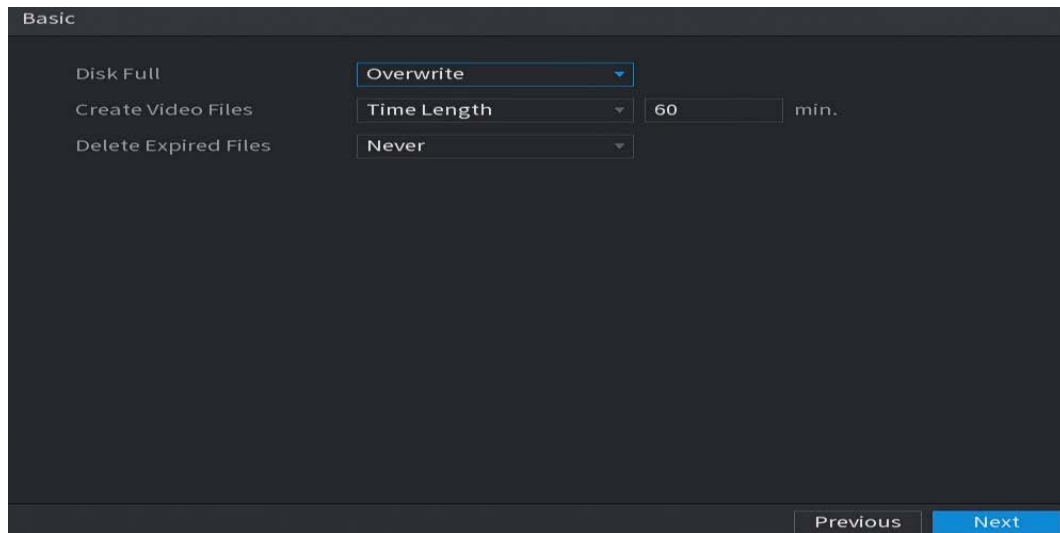 Basic
Disk Full Overwrite
Create Video Files Time Length 60 min.
Delete Expired Files Never
Previous Next